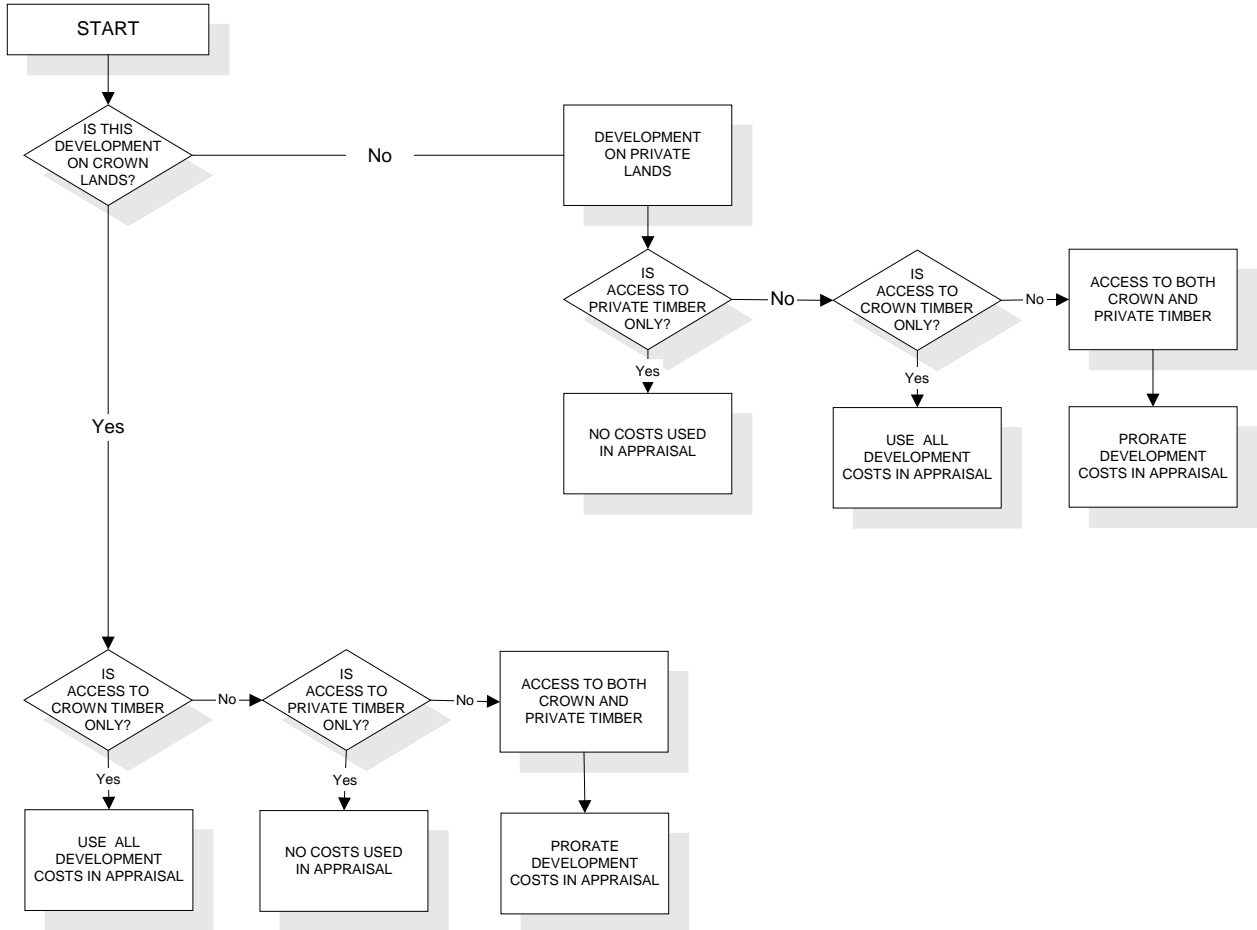 START
IS THIS
DEVELOPMENT
ON CROWN
LANDS?
No
DEVELOPMENT
ON PRIVATE
LANDS
IS
ACCESS TO
PRIVATE TIMBER
ONLY?
No
IS
ACCESS TO
CROWN TIMBER
ONLY?
No
ACCESS TO BOTH
CROWN AND
PRIVATE TIMBER
Yes
Yes
NO COSTS USED
IN APPRAISAL
USE ALL
DEVELOPMENT
COSTS IN APPRAISAL
PRORATE
DEVELOPMENT
COSTS IN APPRAISAL
Yes
IS
ACCESS TO
CROWN TIMBER
ONLY?
No
IS
ACCESS TO
PRIVATE TIMBER
ONLY?
No
ACCESS TO BOTH
CROWN AND
PRIVATE TIMBER
Yes
Yes
USE ALL
DEVELOPMENT
COSTS IN APPRAISAL
NO COSTS USED
IN APPRAISAL
PRORATE
DEVELOPMENT
COSTS IN APPRAISAL